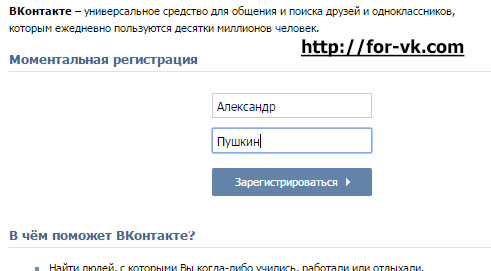 ВКонтакте – универсальное средство для общения и поиска друзей и одноклассников,
которым ежедневно пользуются десятки миллионов человек.
http://for-vk.com
Моментальная регистрация
Александр
Пушкин
Зарегистрироваться
В чём поможет ВКонтакте?
Найти людей, с которыми Вы когда-либо учились, работали или отдыхали.